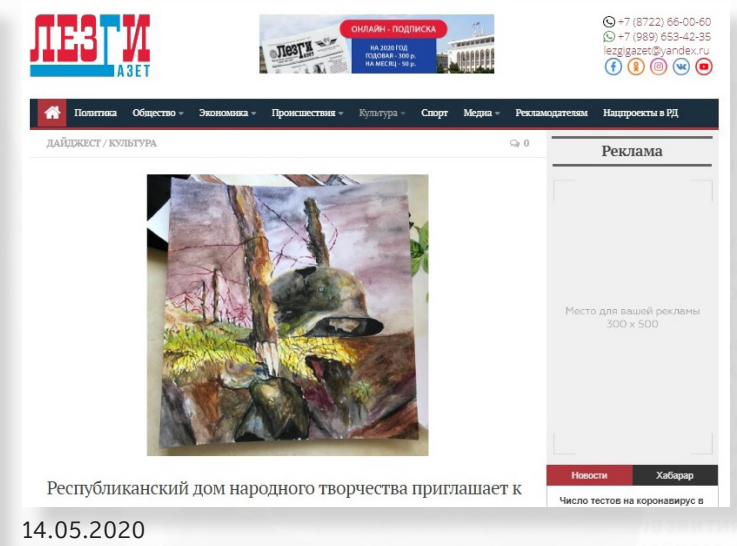 ЛЕЗГИ
АЗЕТ
ЛЕЗГИ
ОНЛАЙН - ПОДПИСКА
НА 2020 ГОД
ГОДОВАЯ - 300 р.
НА МЕСЯЦ - 50 р.
+7 (8722) 66-00-60
+7 (989) 653-42-35
lezgigazet@yandex.ru
Политика Общество Экономика Происшествия Культура Спорт Медиа Рекламодателям Нацпроекты в РД
ДАЙДЖЕСТ / КУЛЬТУРА
0
Реклама
Место для вашей рекламы
300 x 500
Республиканский дом народного творчества приглашает к
Новости Хабарар
Число тестов на коронавирус в
14.05.2020